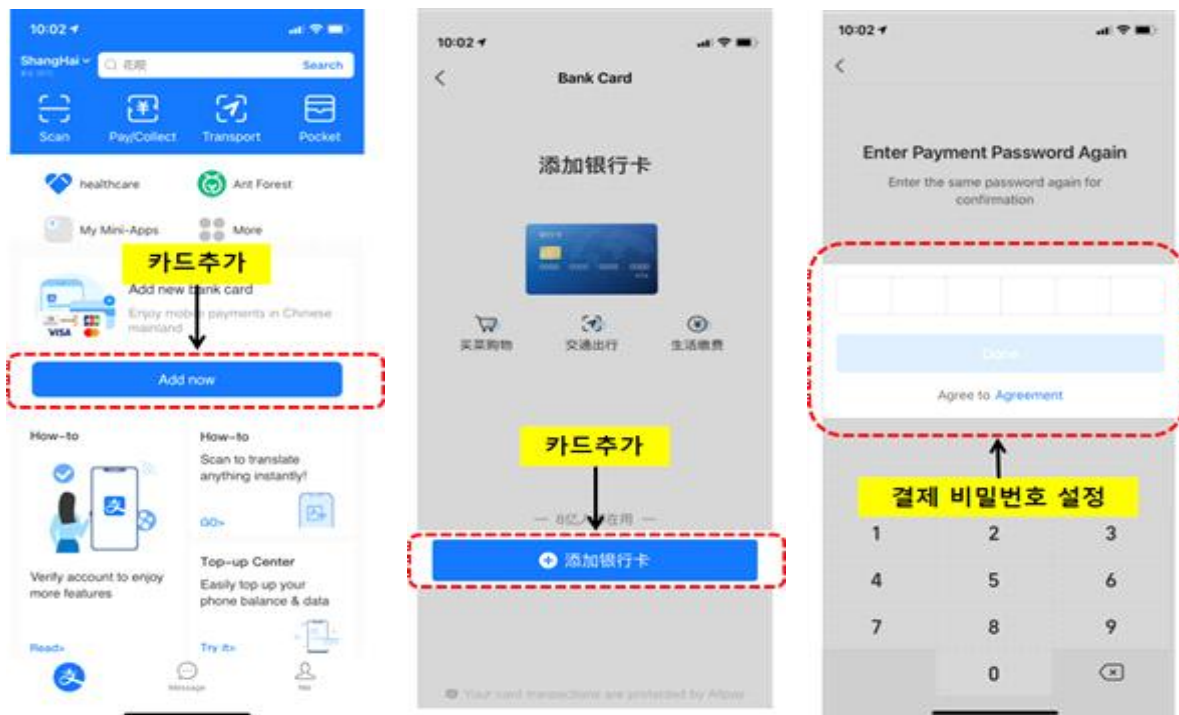 10:02
ShangHai
Search
Scan
Pay/Collect
Transport
Pocket
healthcare
Ant Forest
My Mini-Apps
More
카드추가
Add new bank card
Enjoy mobile payments in Chinese
mainland
VISA
Add now
How-to
Verify account to enjoy
more features
Read>
How-to
Scan to translate
anything instantly!
GO>
Top-up Center
Easily top up your
phone balance & data
Try it>
Message
Me
10:02
Bank Card
添加银行卡
买菜购物
交通出行
生活缴费
카드추가
添加银行卡
Your card transactions are protected by Alipay
10:02
Enter Payment Password Again
Enter the same password again for
confirmation
Done
Agree to Agreement
결제 비밀번호 설정
1 2 3
4 5 6
7 8 9
0